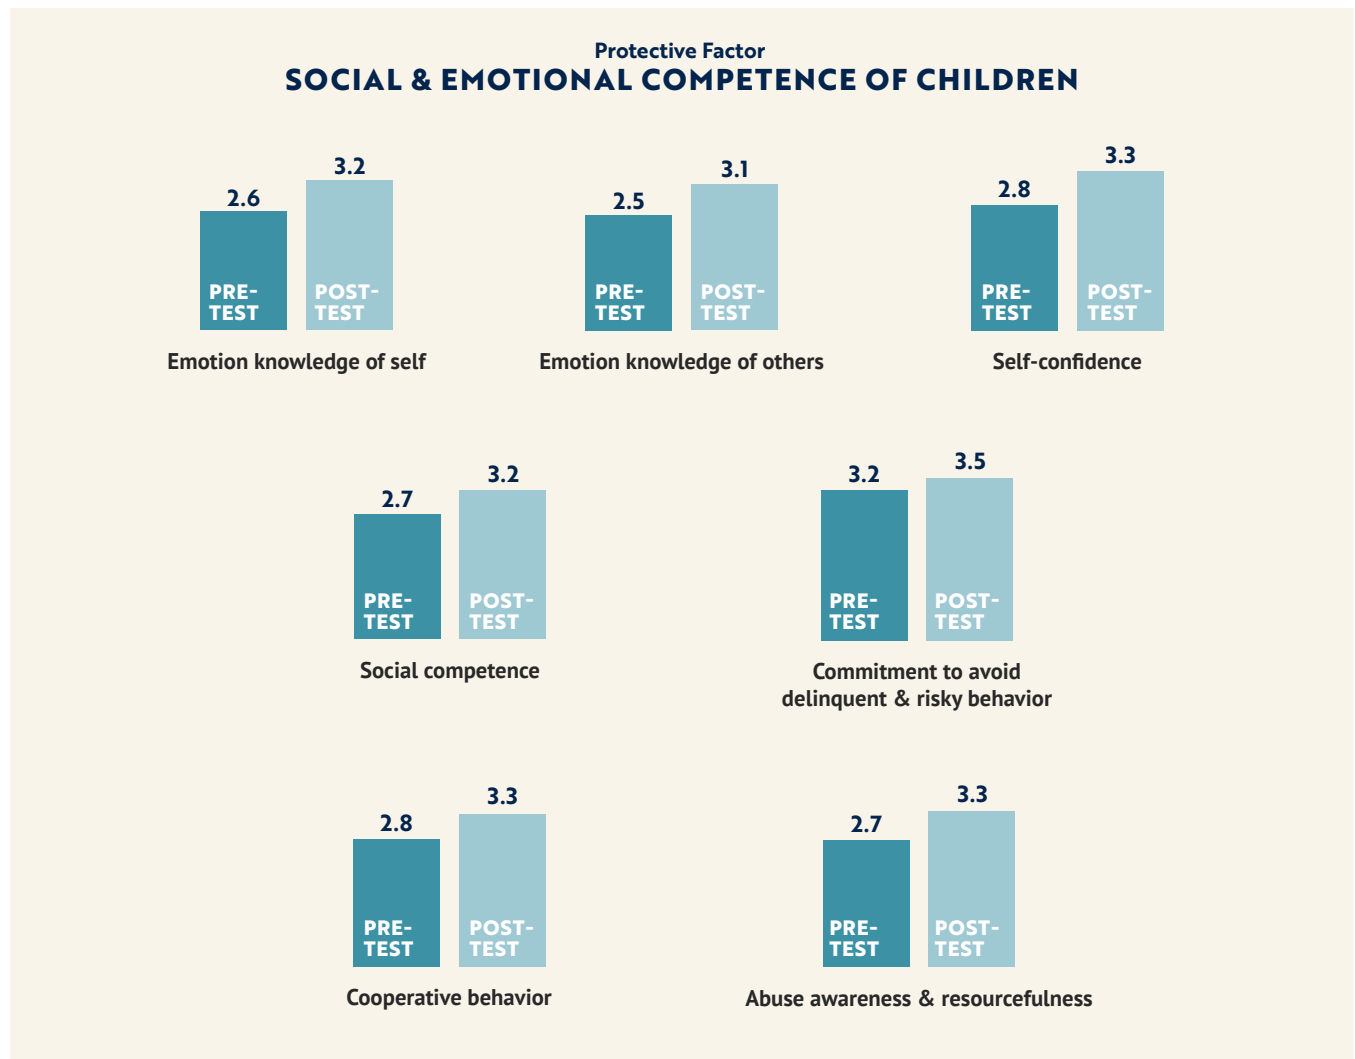 Protective Factor
SOCIAL & EMOTIONAL COMPETENCE OF CHILDREN
2.6
3.2
PRE-
TEST
POST-
TEST
Emotion knowledge of self
2.5
3.1
PRE-
TEST
POST-
TEST
Emotion knowledge of others
2.8
3.3
PRE-
TEST
POST-
TEST
Self-confidence
2.7
3.2
PRE-
TEST
POST-
TEST
Social competence
3.2
3.5
PRE-
TEST
POST-
TEST
Commitment to avoid
delinquent & risky behavior
2.8
3.3
PRE-
TEST
POST-
TEST
Cooperative behavior
2.7
3.3
PRE-
TEST
POST-
TEST
Abuse awareness & resourcefulness